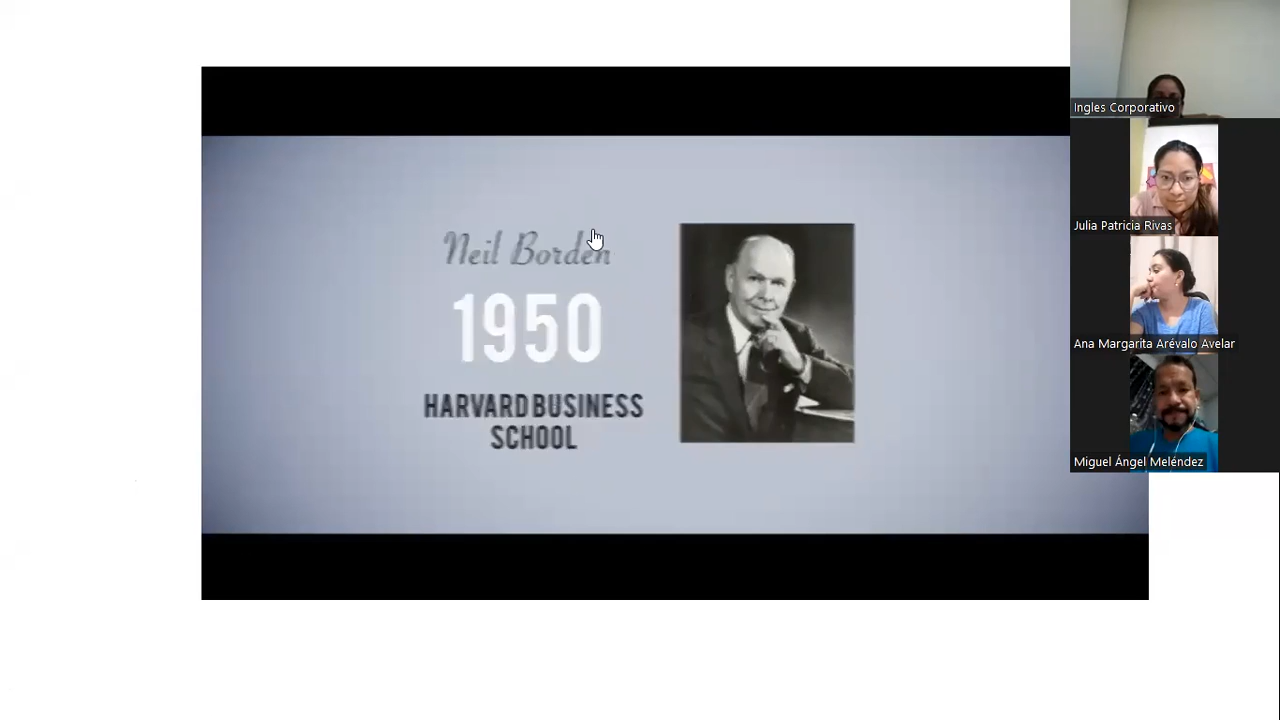 Neil Borden
1950
HARVARD BUSINESS
SCHOOL
Ingles Corporativo
Julia Patricia Rivas
Ana Margarita Arévalo Avelar
Miguel Ángel Meléndez